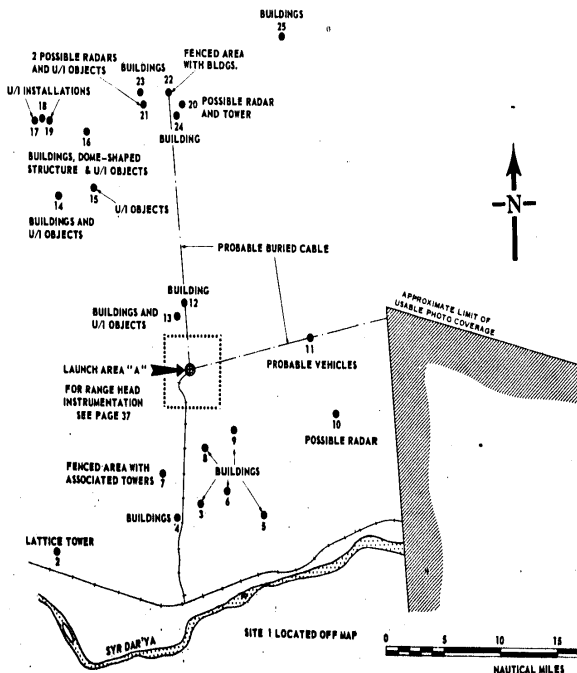 BUILDINGS
25
2 POSSIBLE RADARS
AND U/I OBJECTS
BUILDINGS
23
21
22
FENCED AREA
WITH BLDGS.
20
POSSIBLE RADAR
AND TOWER
24
BUILDING
U/I INSTALLATIONS
18
17
19
16
BUILDINGS, DOME-SHAPED
STRUCTURE & U/I OBJECTS
15
U/I OBJECTS
14
BUILDINGS AND
U/I OBJECTS
N
PROBABLE BURIED CABLE
BUILDING
12
BUILDINGS AND
U/I OBJECTS
13
APPROXIMATE LIMIT OF
USABLE PHOTO COVERAGE
11
PROBABLE VEHICLES
LAUNCH AREA "A"
FOR RANGE HEAD
INSTRUMENTATION
SEE PAGE 37
10
POSSIBLE RADAR
9
8
BUILDINGS
FENCED AREA WITH
ASSOCIATED TOWERS
7
3
6
5
BUILDINGS
4
LATTICE TOWER
2
SYR DAR'YA
SITE 1 LOCATED OFF MAP
0 5 10 15
NAUTICAL MILES